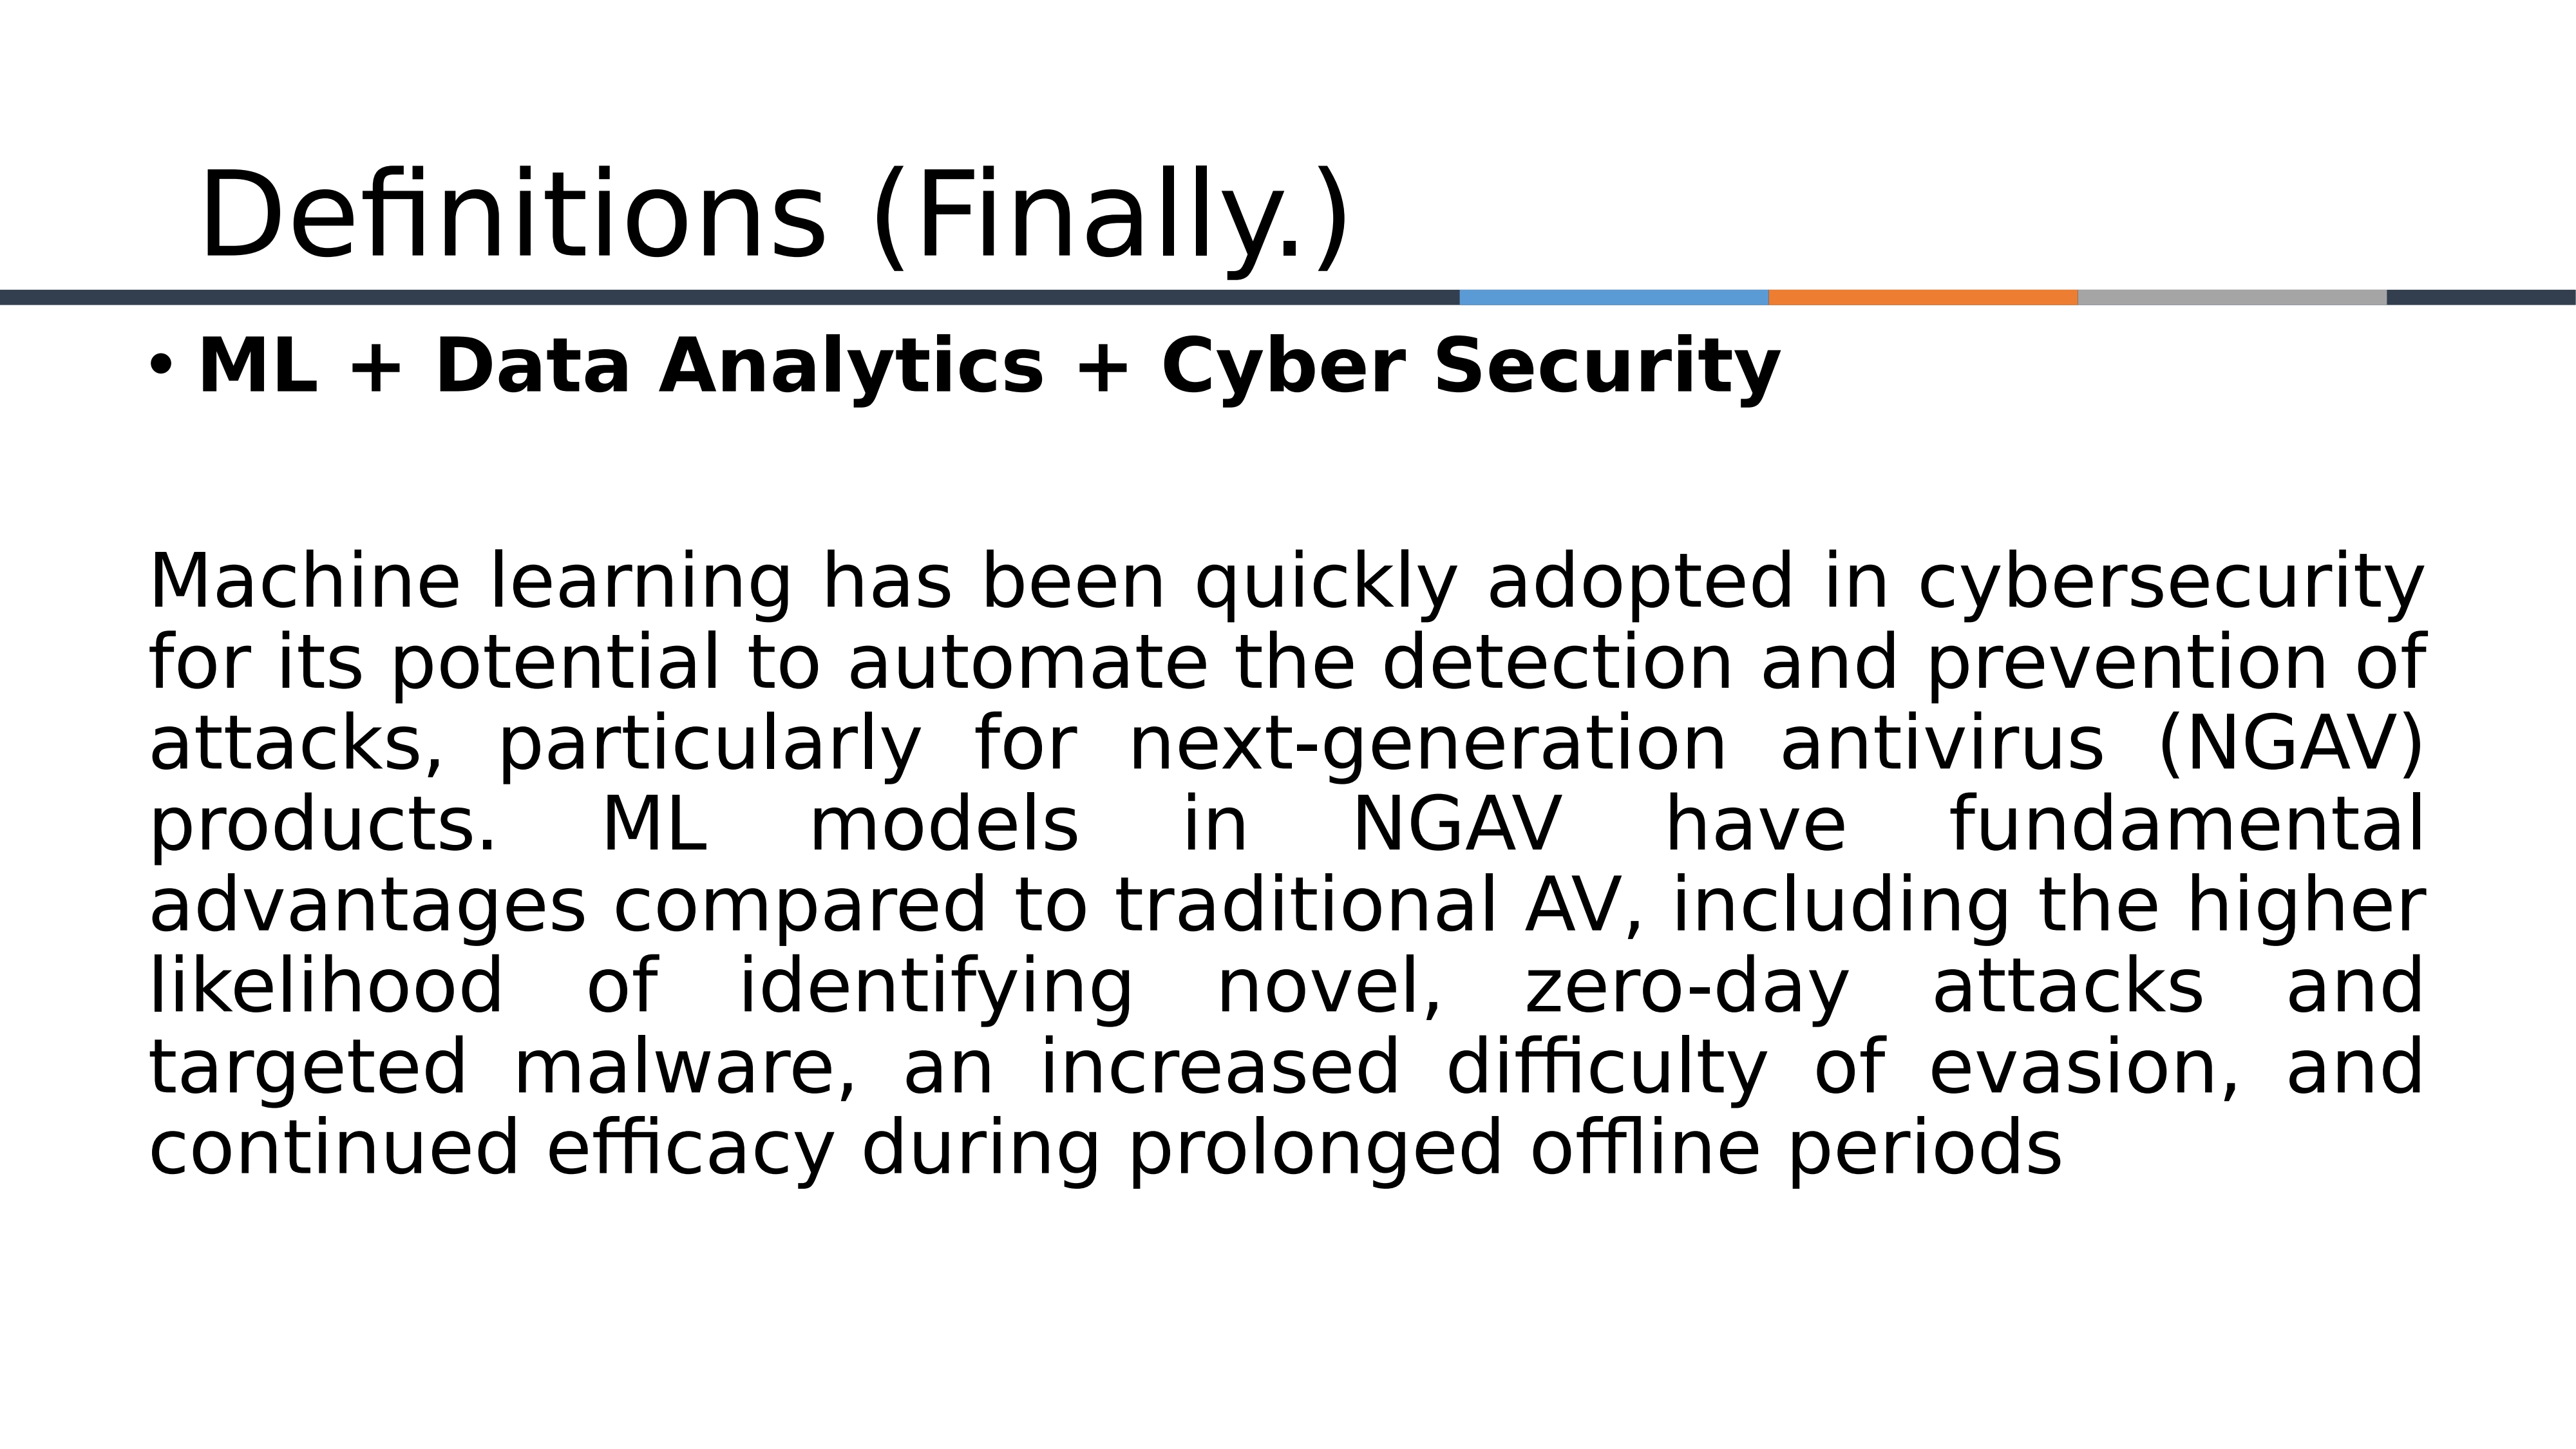 Definitions (Finally.)
• ML + Data Analytics + Cyber Security
Machine learning has been quickly adopted in cybersecurity
for its potential to automate the detection and prevention of
attacks, particularly for next-generation antivirus (NGAV)
products. ML models in NGAV have fundamental
advantages compared to traditional AV, including the higher
likelihood of identifying novel, zero-day attacks and
targeted malware, an increased difficulty of evasion, and
continued efficacy during prolonged offline periods